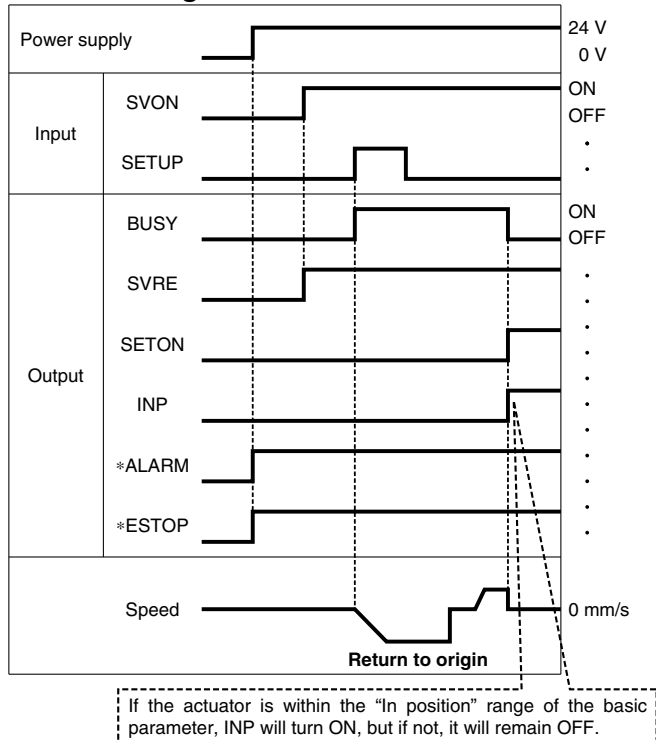 Power supply
24 V
0 V
Input
SVON
ON
OFF
SETUP
Output
BUSY
ON
OFF
SVRE
SETON
INP
*ALARM
*ESTOP
Speed
0 mm/s
Return to origin
If the actuator is within the “In position” range of the basic
parameter, INP will turn ON, but if not, it will remain OFF.